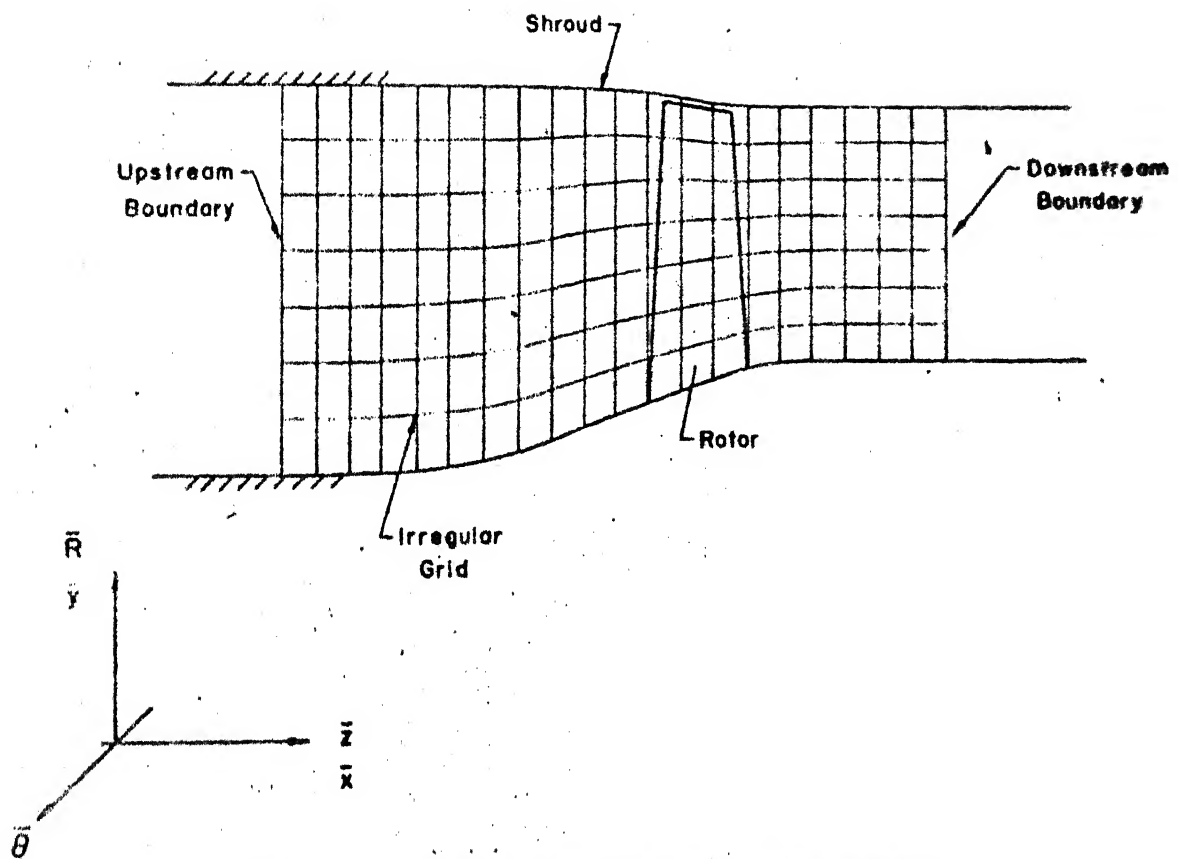 Shroud
Upstream
Boundary
Downstream
Boundary
Rotor
Irregular
Grid
R̄
ȳ
z̄
x̄
θ̄